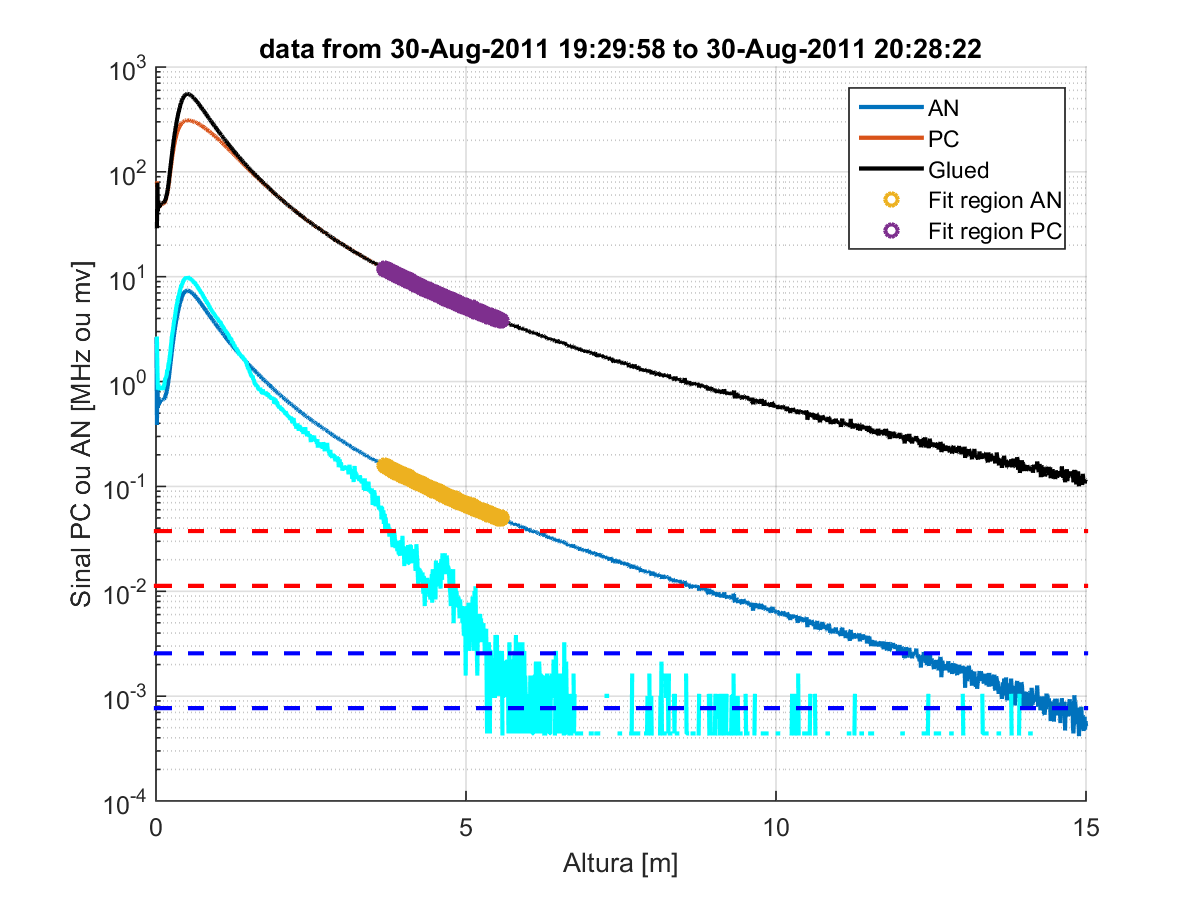 data from 30-Aug-2011 19:29:58 to 30-Aug-2011 20:28:22
10^3
10^2
10^1
10^0
10^-1
10^-2
10^-3
10^-4
Sinal PC ou AN [MHz ou mv]
AN
PC
Glued
Fit region AN
Fit region PC
0 5 10 15
Altura [m]